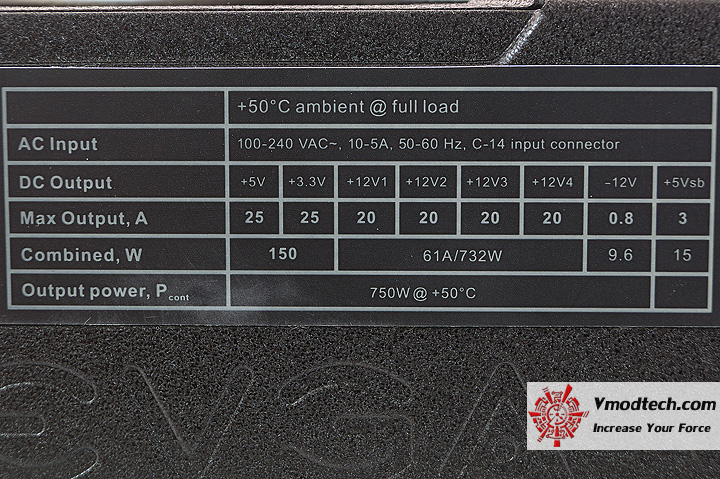 +50°C ambient @ full load
AC Input 100-240 VAC~, 10-5A, 50-60 Hz, C-14 input connector
DC Output +5V +3.3V +12V1 +12V2 +12V3 +12V4 -12V +5Vsb
Max Output, A 25 25 20 20 20 20 0.8 3
Combined, W 150 61A/732W 9.6 15
Output power, Pcont 750W @ +50°C
EVGA
Vmodtech.com
Increase Your Force